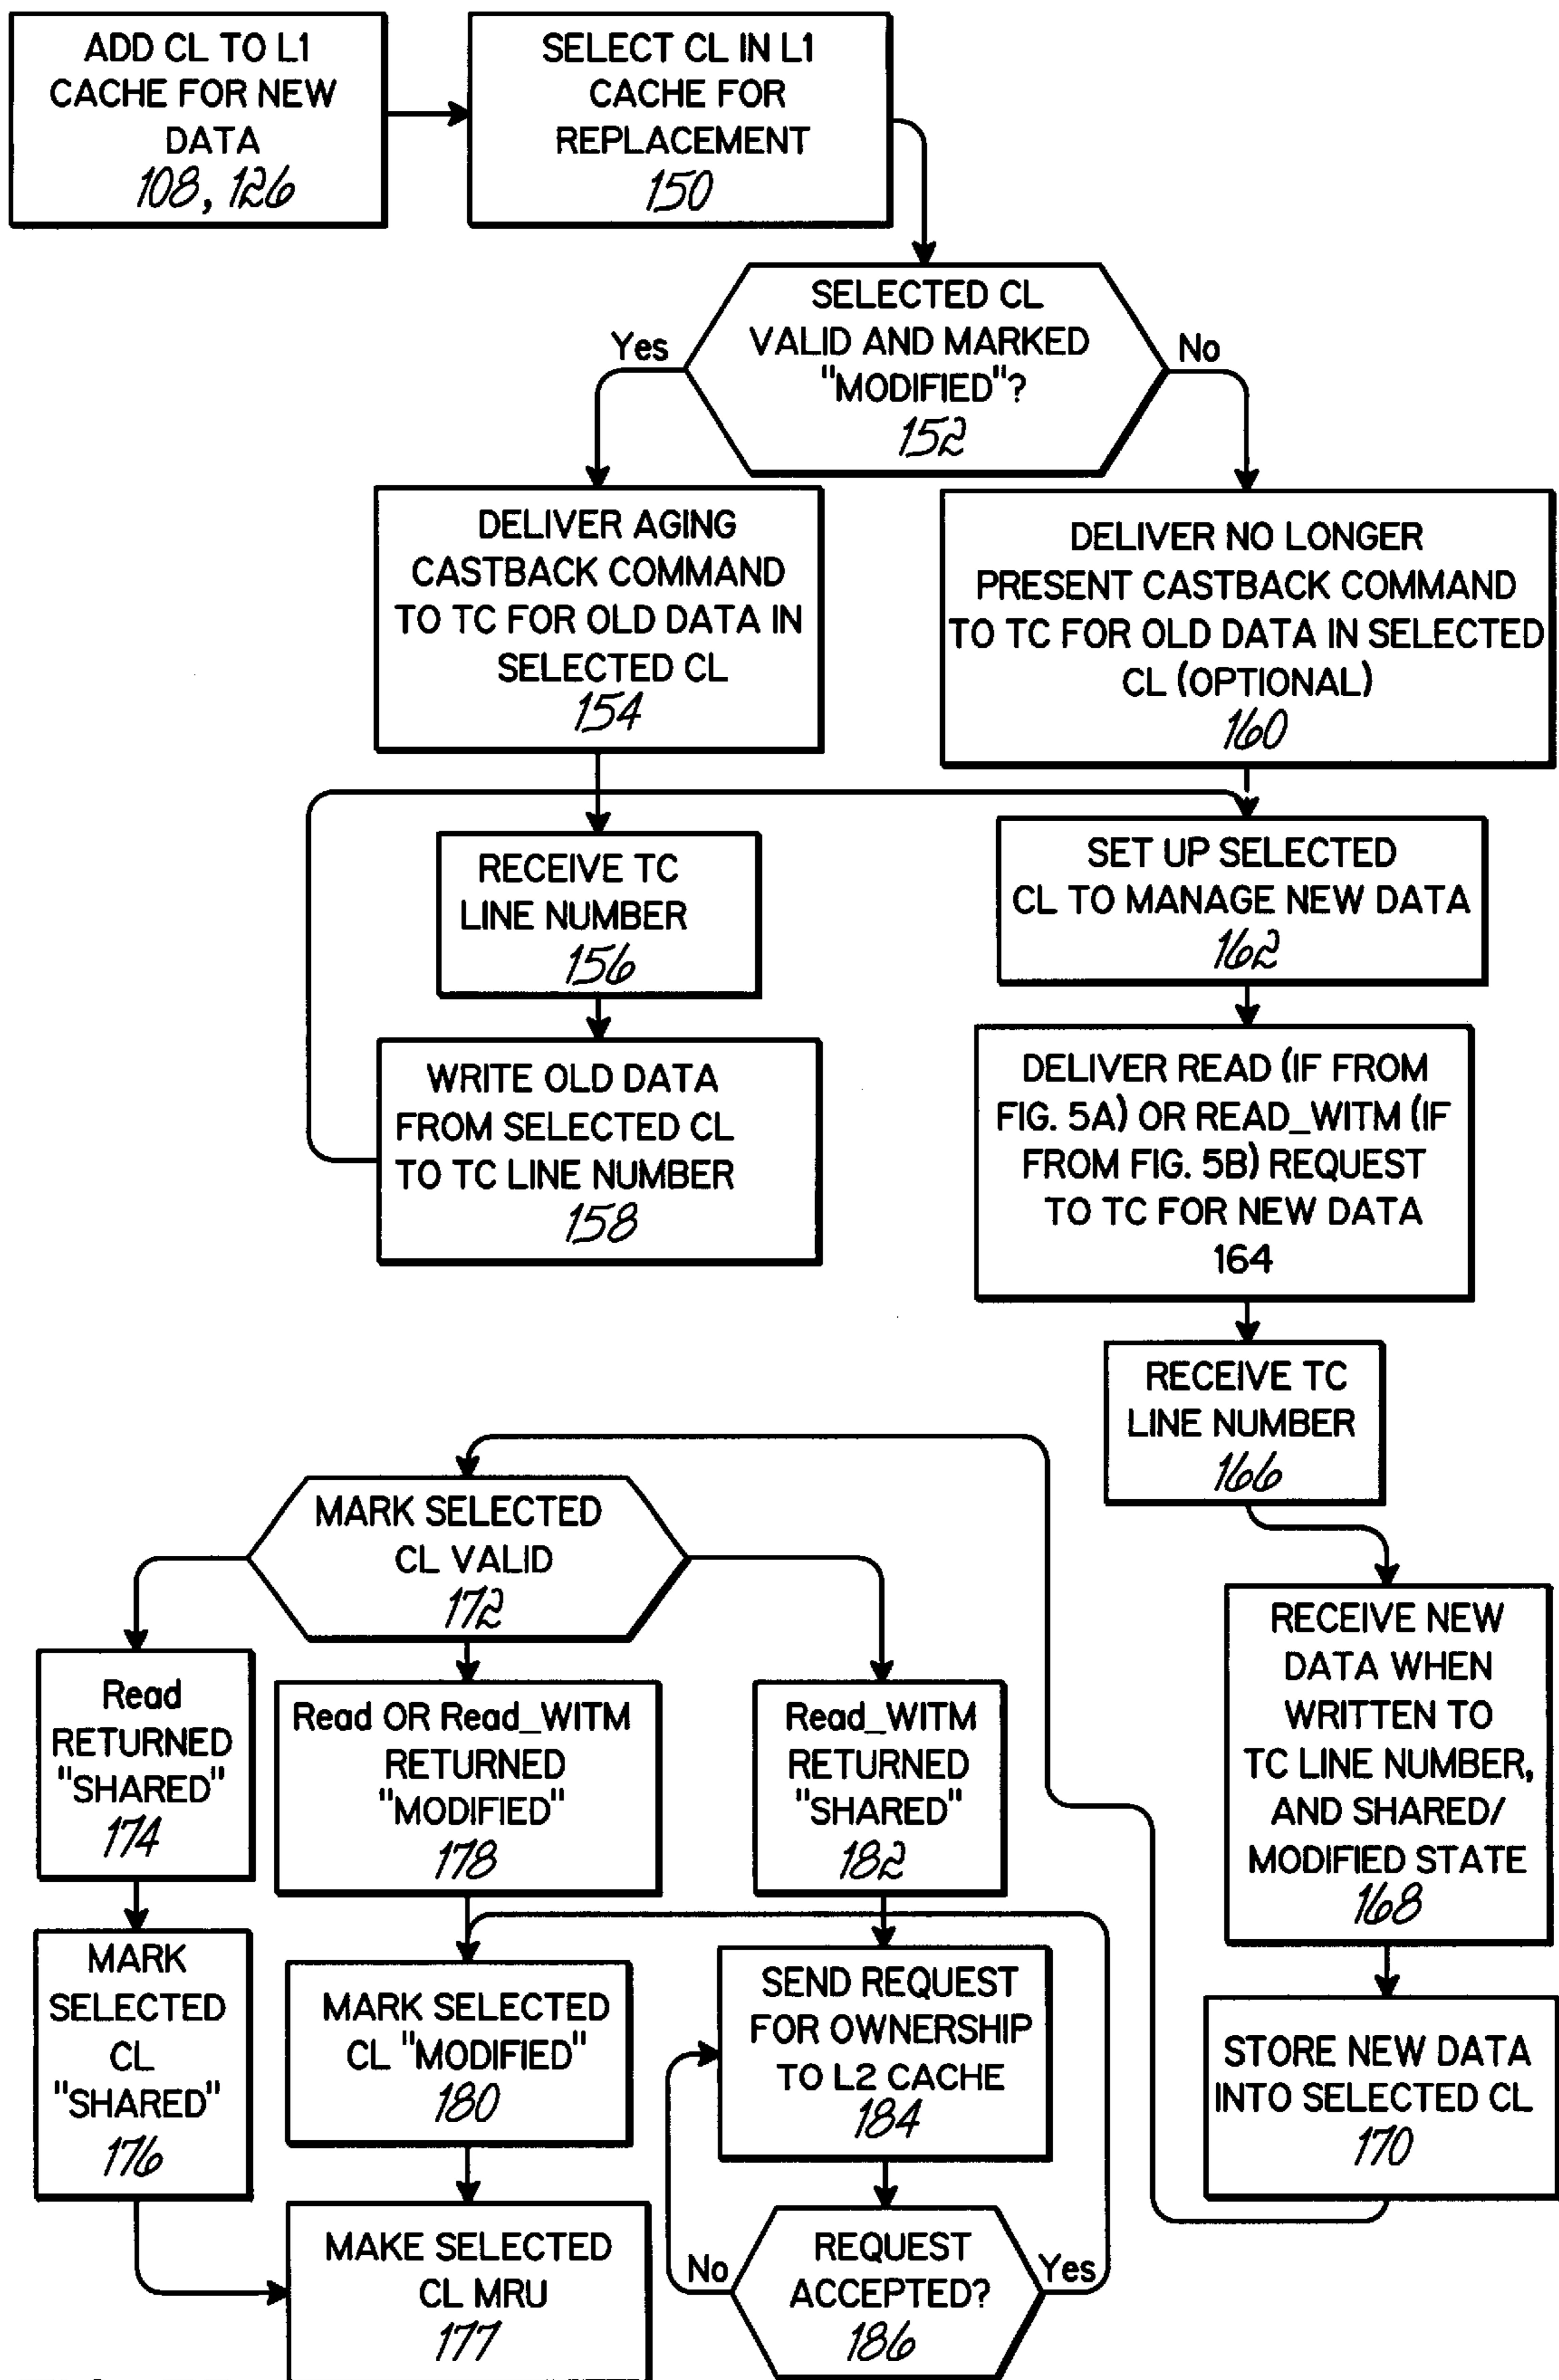 ADD CL TO L1
CACHE FOR NEW
DATA
108, 126
SELECT CL IN L1
CACHE FOR
REPLACEMENT
150
SELECTED CL
VALID AND MARKED
"MODIFIED"?
152
Yes
No
DELIVER AGING
CASTBACK COMMAND
TO TC FOR OLD DATA IN
SELECTED CL
154
DELIVER NO LONGER
PRESENT CASTBACK COMMAND
TO TC FOR OLD DATA IN SELECTED
CL (OPTIONAL)
160
RECEIVE TC
LINE NUMBER
156
SET UP SELECTED
CL TO MANAGE NEW DATA
162
WRITE OLD DATA
FROM SELECTED CL
TO TC LINE NUMBER
158
DELIVER READ (IF FROM
FIG. 5A) OR READ_WITM (IF
FROM FIG. 5B) REQUEST
TO TC FOR NEW DATA
164
RECEIVE TC
LINE NUMBER
166
MARK SELECTED
CL VALID
172
RECEIVE NEW
DATA WHEN
WRITTEN TO
TC LINE NUMBER,
AND SHARED/
MODIFIED STATE
168
Read
RETURNED
"SHARED"
174
Read OR Read_WITM
RETURNED
"MODIFIED"
178
Read_WITM
RETURNED
"SHARED"
182
MARK
SELECTED
CL
"SHARED"
176
MARK SELECTED
CL "MODIFIED"
180
SEND REQUEST
FOR OWNERSHIP
TO L2 CACHE
184
STORE NEW DATA
INTO SELECTED CL
170
MAKE SELECTED
CL MRU
177
No
REQUEST
ACCEPTED?
186
Yes